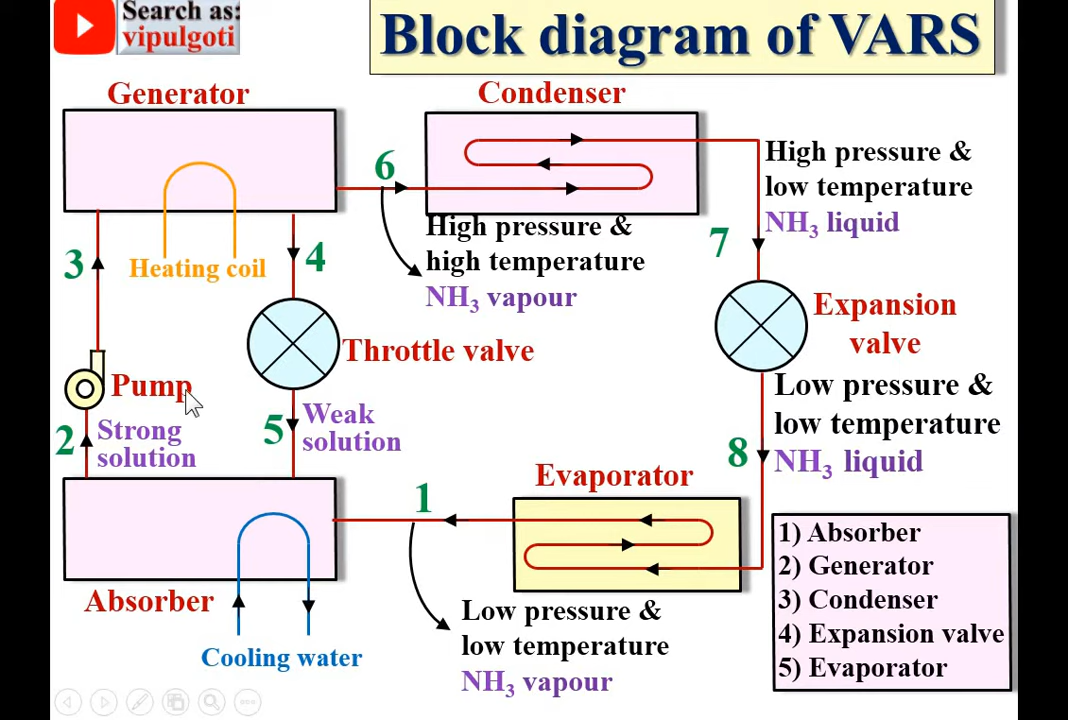 Search as:
vipulgoti
Block diagram of VARS
Generator
Condenser
6
High pressure &
low temperature
NH₃ liquid
High pressure &
high temperature
NH₃ vapour
7
3
Heating coil
4
Expansion
valve
Throttle valve
Pump
Low pressure &
low temperature
NH₃ liquid
8
5
Weak
solution
2
Strong
solution
Evaporator
1
Absorber
Cooling water
Low pressure &
low temperature
NH₃ vapour
1) Absorber
2) Generator
3) Condenser
4) Expansion valve
5) Evaporator